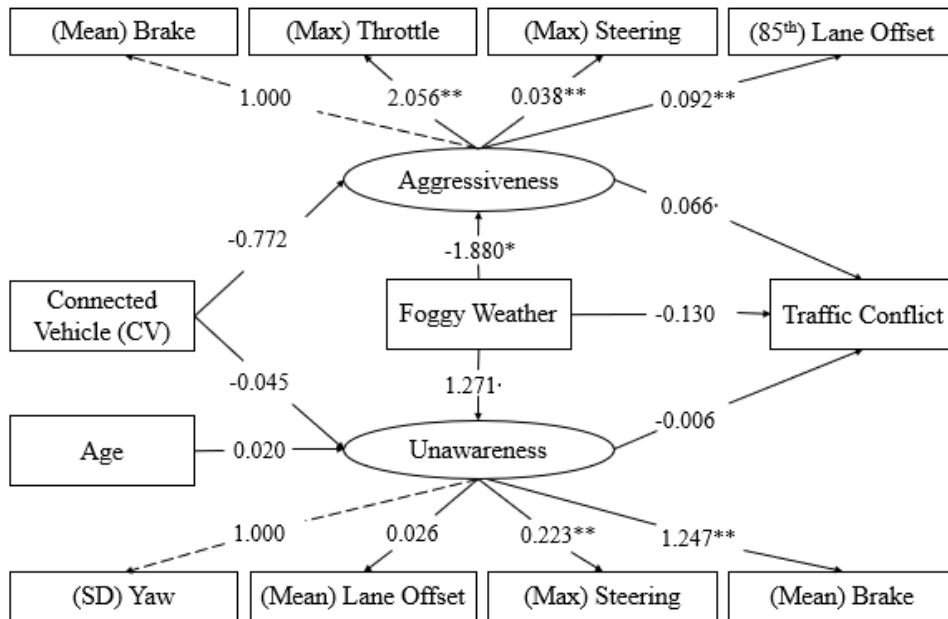 (Mean) Brake
(Max) Throttle
(Max) Steering
(85th) Lane Offset
1.000
2.056**
0.038**
0.092**
Aggressiveness
0.066·
-0.772
-1.880*
Connected
Vehicle (CV)
Foggy Weather
-0.130
Traffic Conflict
-0.045
1.271·
-0.006
Age
0.020
Unawareness
1.000
0.026
0.223**
1.247**
(SD) Yaw
(Mean) Lane Offset
(Max) Steering
(Mean) Brake